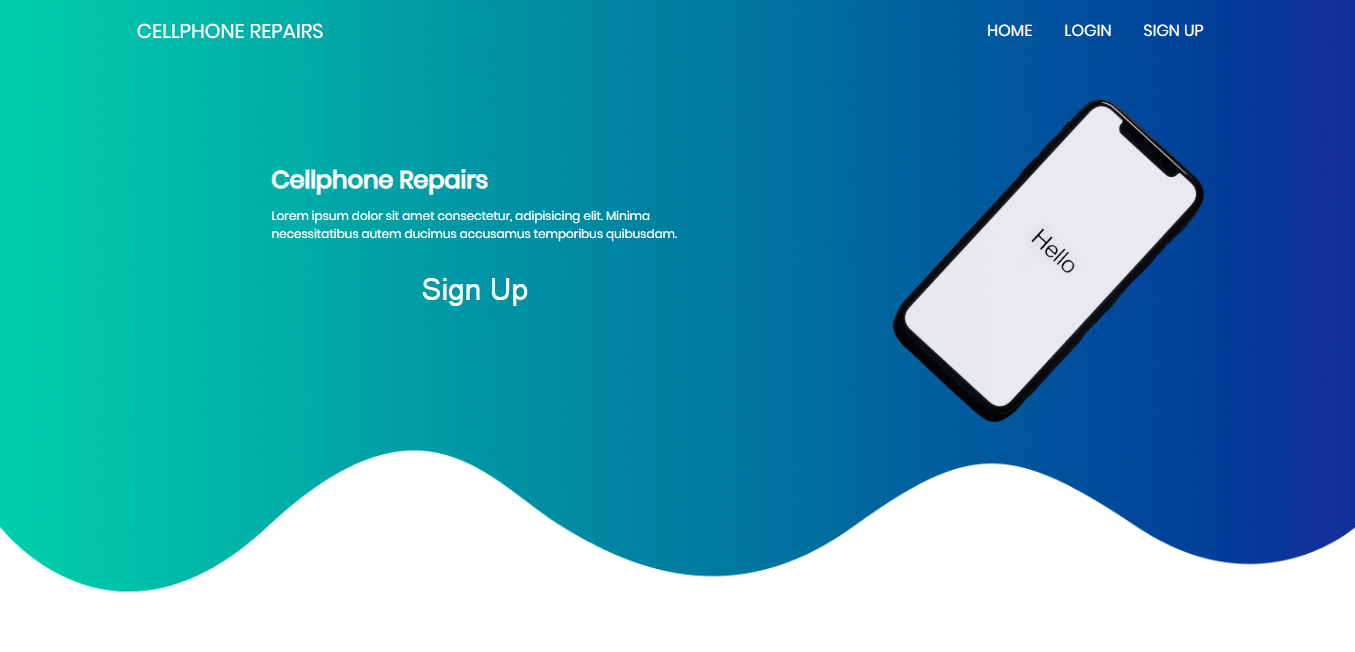 CELLPHONE REPAIRS
HOME LOGIN SIGN UP
Cellphone Repairs
Lorem ipsum dolor sit amet consectetur, adipisicing elit. Minima
necessitatibus autem ducimus accusamus temporibus quibusdam.
Sign Up
Hello